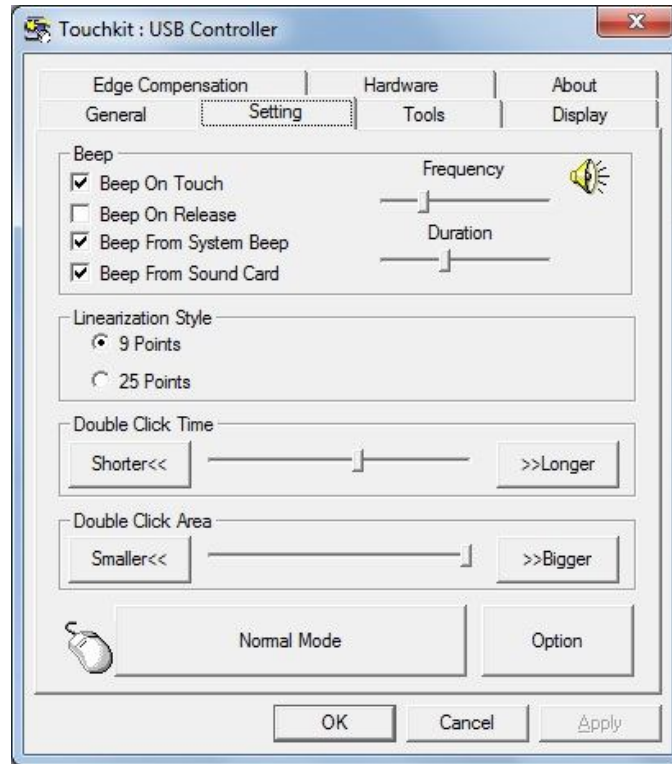 Touchkit : USB Controller
Edge Compensation Hardware About
General Setting Tools Display
Beep
Beep On Touch
Beep On Release
Beep From System Beep
Beep From Sound Card
Frequency
Duration
Linearization Style
9 Points
25 Points
Double Click Time
Shorter<< >>Longer
Double Click Area
Smaller<< >>Bigger
Normal Mode Option
OK Cancel Apply